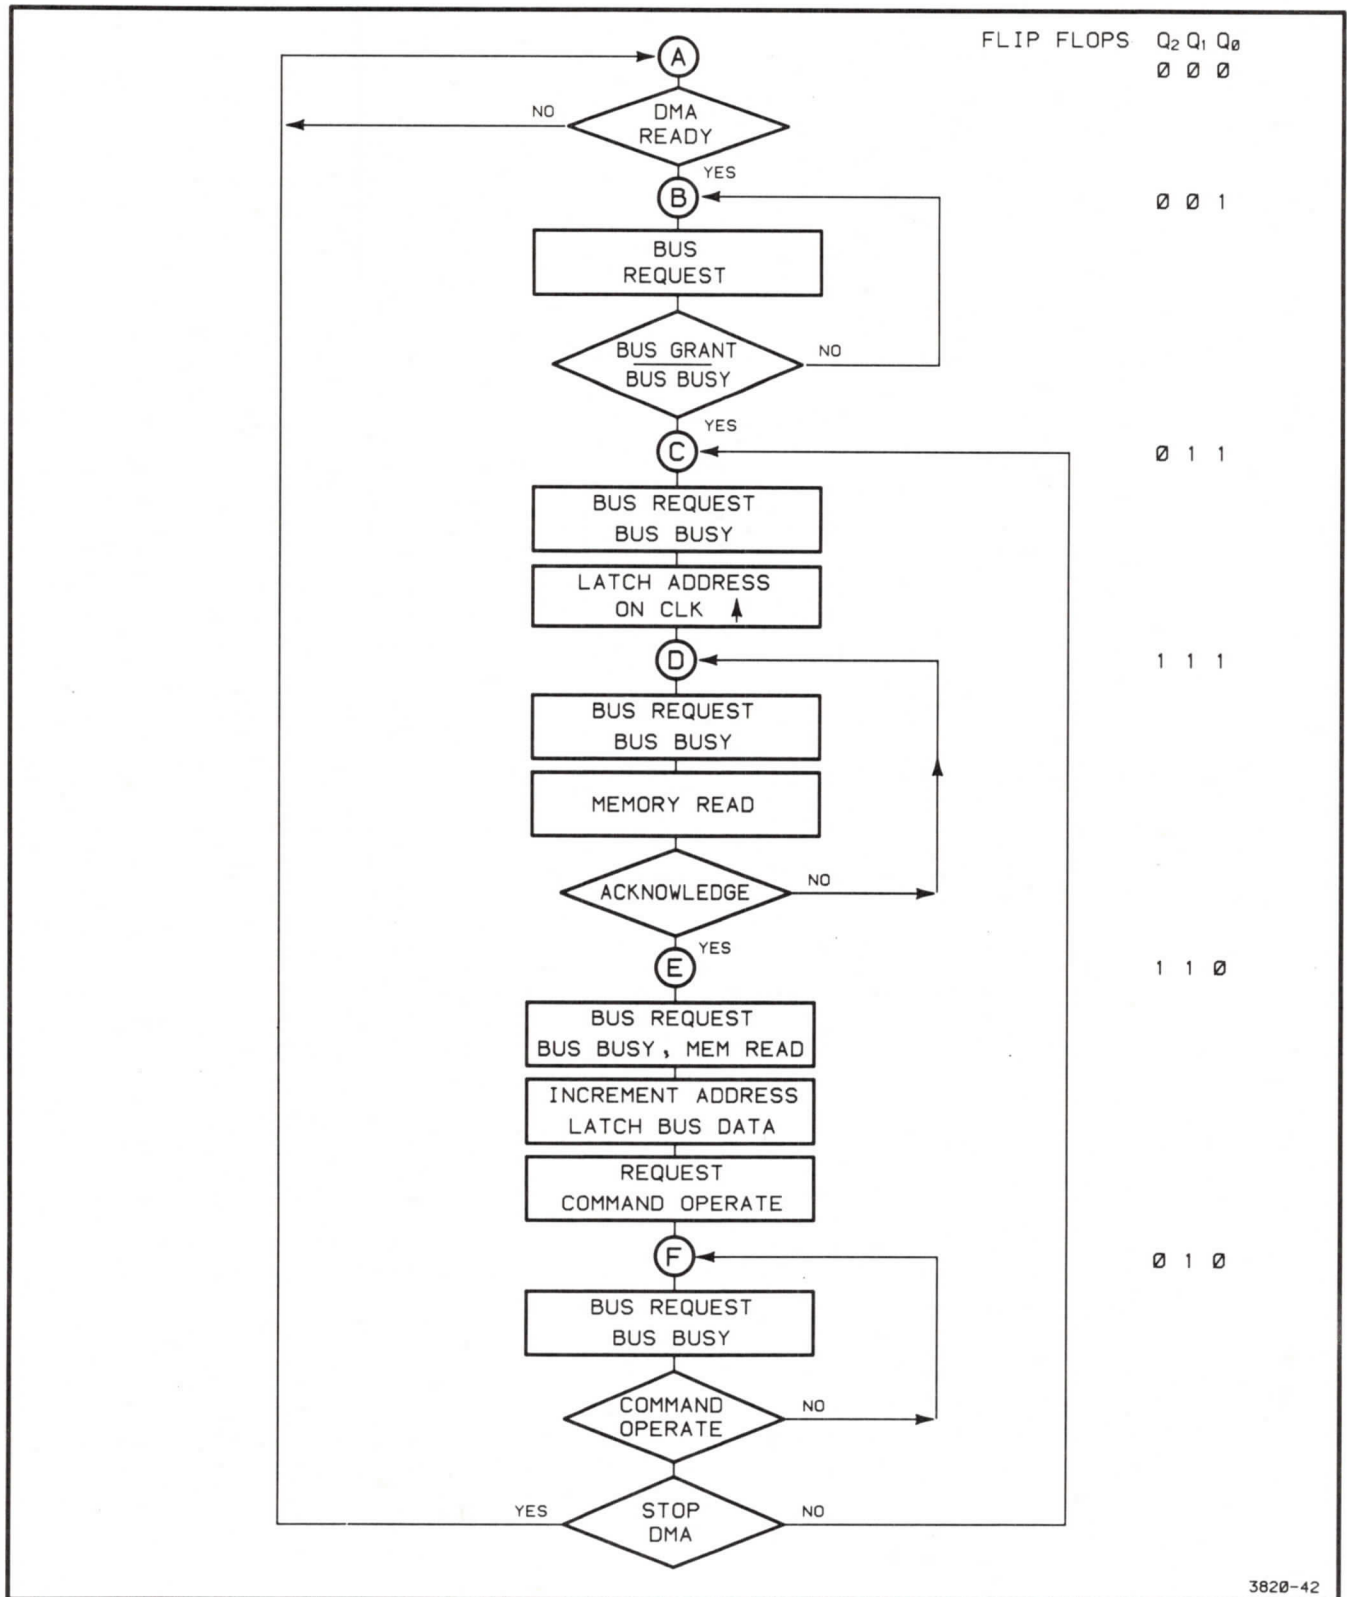 FLIP FLOPS Q₂ Q₁ Q∅
∅ ∅ ∅
A
NO
DMA
READY
YES
B
∅ ∅ 1
BUS
REQUEST
BUS GRANT
BUS BUSY
NO
YES
C
∅ 1 1
BUS REQUEST
BUS BUSY
LATCH ADDRESS
ON CLK ↑
D
1 1 1
BUS REQUEST
BUS BUSY
MEMORY READ
ACKNOWLEDGE
NO
YES
E
1 1 ∅
BUS REQUEST
BUS BUSY, MEM READ
INCREMENT ADDRESS
LATCH BUS DATA
REQUEST
COMMAND OPERATE
F
∅ 1 ∅
BUS REQUEST
BUS BUSY
COMMAND
OPERATE
NO
YES
STOP
DMA
NO
3820-42